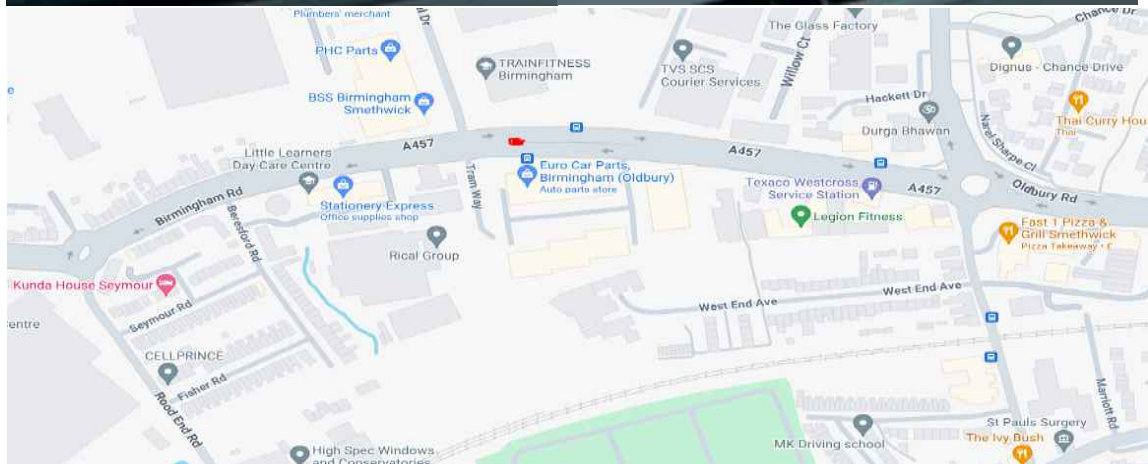 Plumbers' merchant
al Dr
PHC Parts
The Glass Factory
Chance Dr
TRAINFITNESS
Birmingham
TVS SCS
Courier Services
Willow Ct
Dignus - Chance Drive
BSS Birmingham
Smethwick
Hackett Dr
Thai Curry Hou
Thai
Durga Bhawan
Nanel Sharpe Cl
A457
A457
Little Learners
Day Care Centre
Euro Car Parts,
Birmingham (Oldbury)
Auto parts store
Tram Way
Texaco Westcross
Service Station
A457
Oldbury Rd
Birmingham Rd
Beresford Rd
Stationery Express
Office supplies shop
Legion Fitness
Fast 1 Pizza &
Grill Smethwick
Pizza Takeaway
Rical Group
Kunda House Seymour
Seymour Rd
West End Ave
West End Ave
entre
CELLPRINCE
Fisher Rd
Rood End Rd
Marriott Rd
High Spec Windows
and Conservatories
MK Driving school
St Pauls Surgery
The Ivy Bush